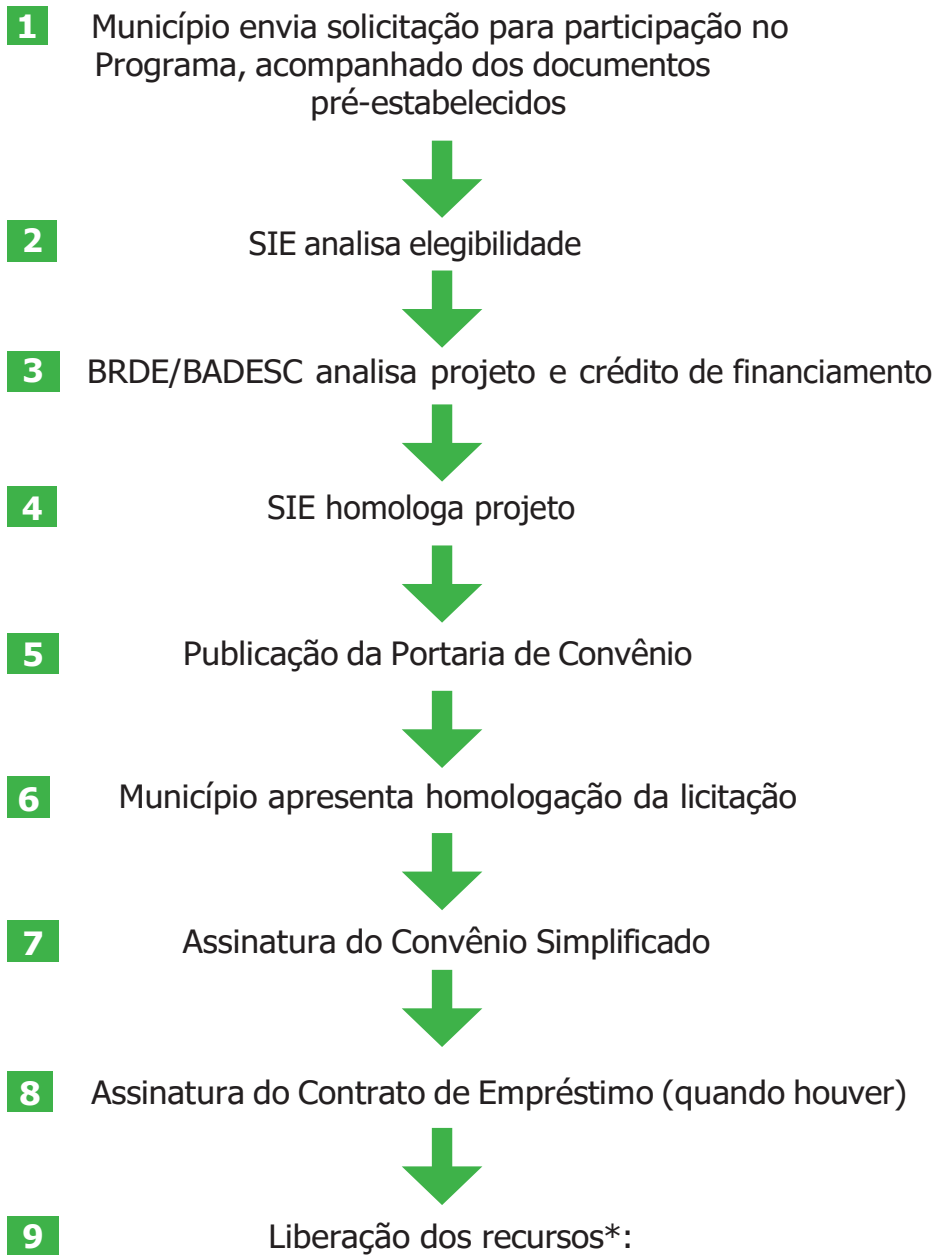 1 Município envia solicitação para participação no
Programa, acompanhado dos documentos
pré-estabelecidos
2 SIE analisa elegibilidade
3 BRDE/BADESC analisa projeto e crédito de financiamento
4 SIE homologa projeto
5 Publicação da Portaria de Convênio
6 Município apresenta homologação da licitação
7 Assinatura do Convênio Simplificado
8 Assinatura do Contrato de Empréstimo (quando houver)
9 Liberação dos recursos*: